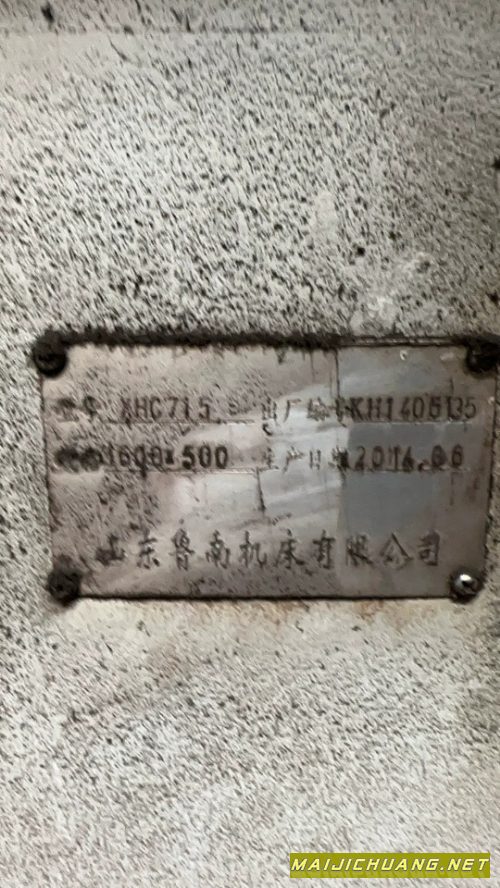 型号 XHC715 出厂编号 KH1406135
1600×500 生产日期 2014.06
山东鲁南机床有限公司
MAIJICHUANG.NET